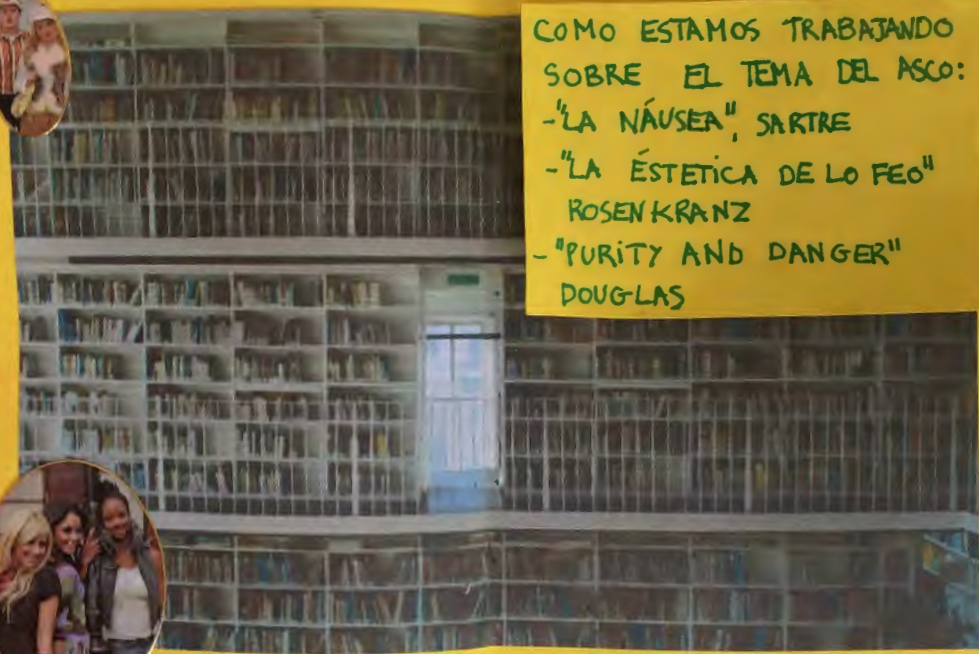 COMO ESTAMOS TRABAJANDO
SOBRE EL TEMA DEL ASCO:
-"LA NÁUSEA", SARTRE
-"LA ÉSTETICA DE LO FEO"
ROSENKRANZ
- "PURITY AND DANGER"
DOUGLAS